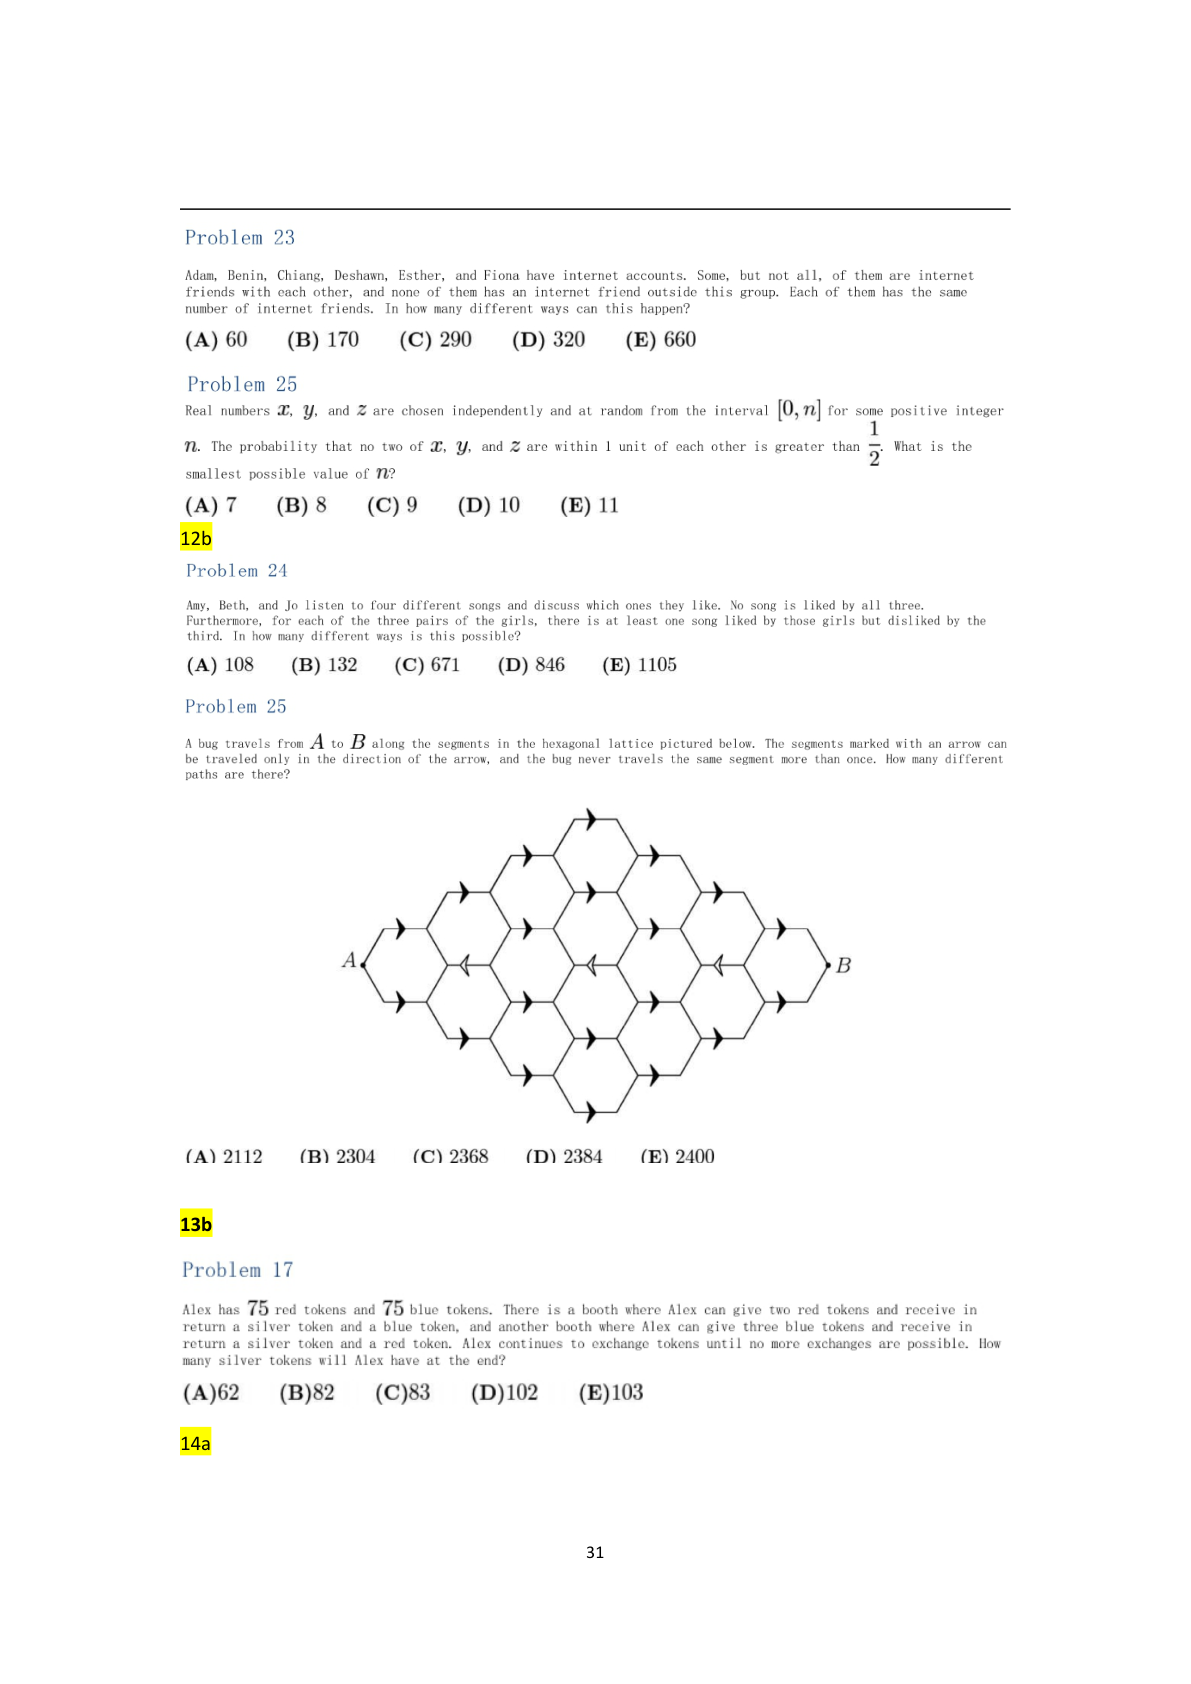 Problem 23
Adam, Benin, Chiang, Deshawn, Esther, and Fiona have internet accounts. Some, but not all, of them are internet
friends with each other, and none of them has an internet friend outside this group. Each of them has the same
number of internet friends. In how many different ways can this happen?
(A) 60 (B) 170 (C) 290 (D) 320 (E) 660
Problem 25
Real numbers x, y, and z are chosen independently and at random from the interval [0, n] for some positive integer
n. The probability that no two of x, y, and z are within 1 unit of each other is greater than 1/2. What is the
smallest possible value of n?
(A) 7 (B) 8 (C) 9 (D) 10 (E) 11
12b
Problem 24
Amy, Beth, and Jo listen to four different songs and discuss which ones they like. No song is liked by all three.
Furthermore, for each of the three pairs of the girls, there is at least one song liked by those girls but disliked by the
third. In how many different ways is this possible?
(A) 108 (B) 132 (C) 671 (D) 846 (E) 1105
Problem 25
A bug travels from A to B along the segments in the hexagonal lattice pictured below. The segments marked with an arrow can
be traveled only in the direction of the arrow, and the bug never travels the same segment more than once. How many different
paths are there?
A B
(A) 2112 (B) 2304 (C) 2368 (D) 2384 (E) 2400
13b
Problem 17
Alex has 75 red tokens and 75 blue tokens. There is a booth where Alex can give two red tokens and receive in
return a silver token and a blue token, and another booth where Alex can give three blue tokens and receive in
return a silver token and a red token. Alex continues to exchange tokens until no more exchanges are possible. How
many silver tokens will Alex have at the end?
(A)62 (B)82 (C)83 (D)102 (E)103
14a
31